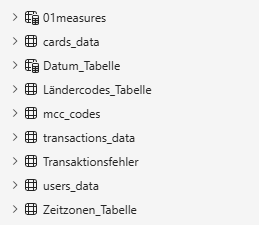 01measures
cards_data
Datum_Tabelle
Ländercodes_Tabelle
mcc_codes
transactions_data
Transaktionsfehler
users_data
Zeitzonen_Tabelle